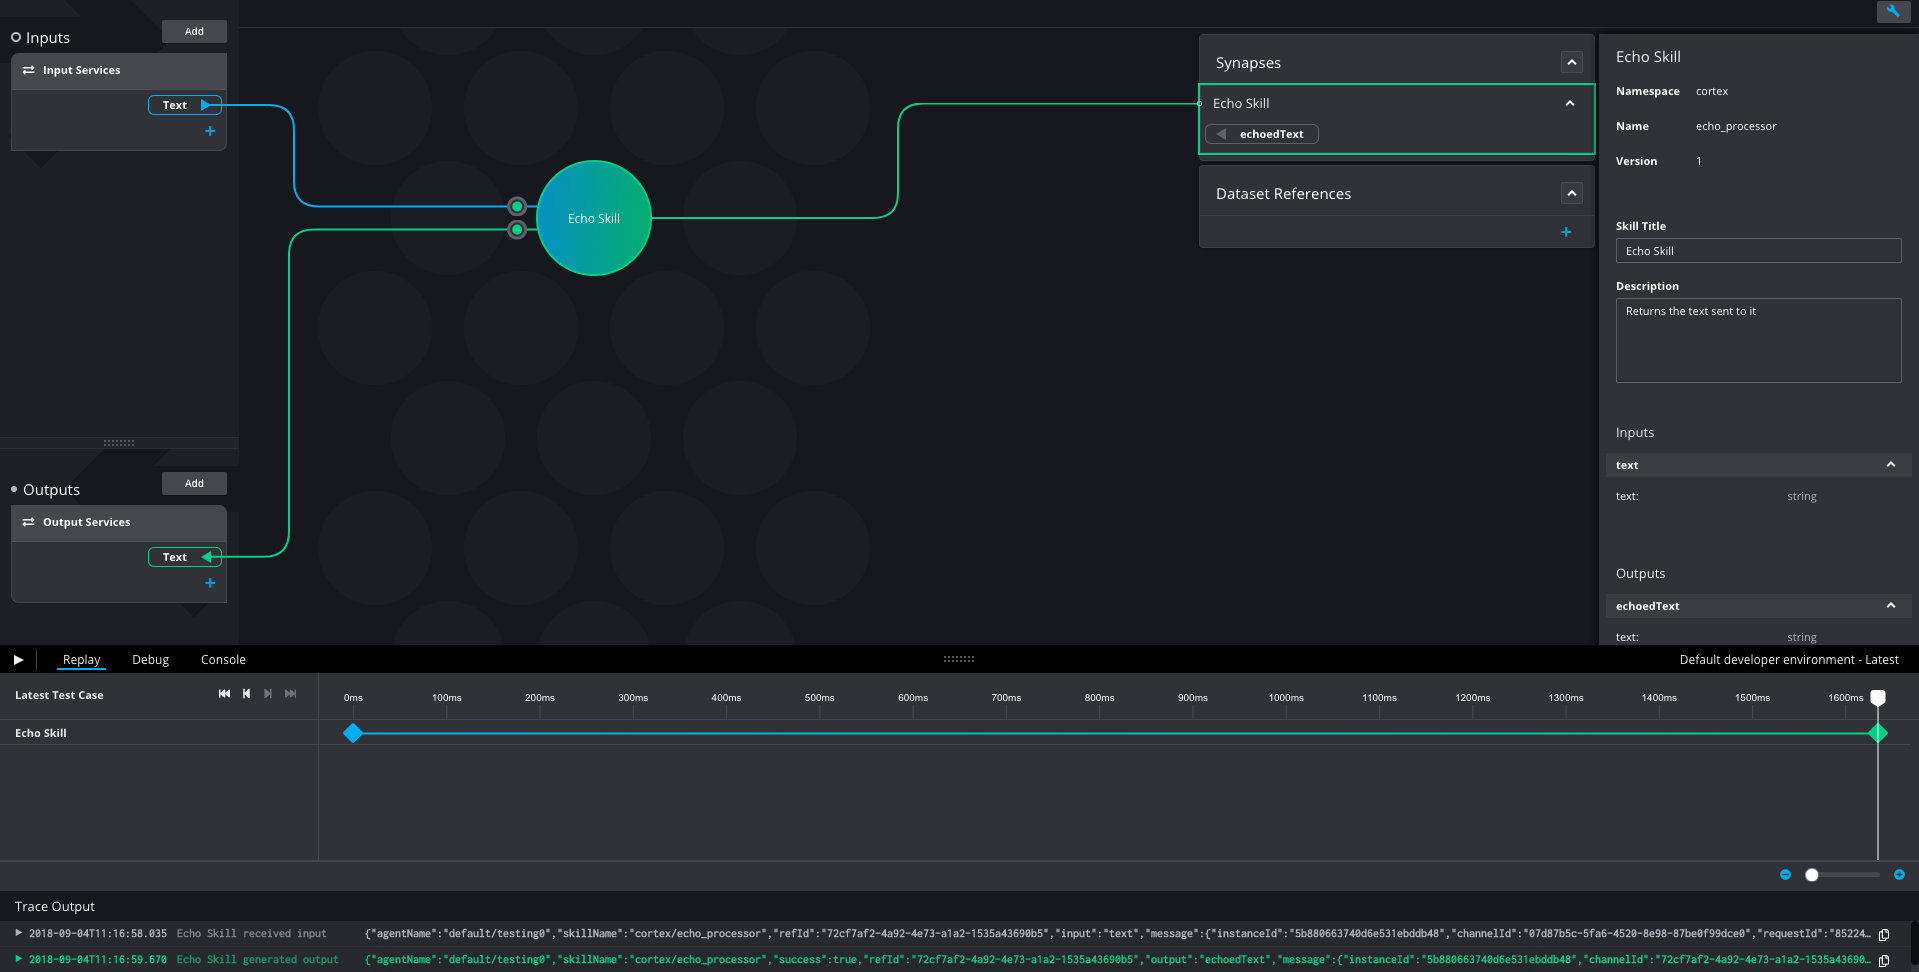 Inputs
Add
Input Services
Text
+
Outputs
Add
Output Services
Text
+
Echo Skill
Synapses
Echo Skill
echoedText
Dataset References
+
Echo Skill
Namespace cortex
Name echo_processor
Version 1
Skill Title
Echo Skill
Description
Returns the text sent to it
Inputs
text
text: string
Outputs
echoedText
text: string
Replay Debug Console
Default developer environment - Latest
Latest Test Case
0ms 100ms 200ms 300ms 400ms 500ms 600ms 700ms 800ms 900ms 1000ms 1100ms 1200ms 1300ms 1400ms 1500ms 1600ms
Echo Skill
Trace Output
2018-09-04T11:16:58.035 Echo Skill received input {"agentName":"default/testing0","skillName":"cortex/echo_processor","refId":"72cf7af2-4a92-4e73-a1a2-1535a43690b5","input":"text","message":{"instanceId":"5b880663740d6e531ebddb48","channelId":"07d87b5c-5fa6-4520-8e98-87be0f99dce0","requestId":"85224…
2018-09-04T11:16:59.670 Echo Skill generated output {"agentName":"default/testing0","skillName":"cortex/echo_processor","success":true,"refId":"72cf7af2-4a92-4e73-a1a2-1535a43690b5","output":"echoedText","message":{"instanceId":"5b880663740d6e531ebddb48","channelId":"72cf7af2-4a92-4e73-a1a2-1535a43690…